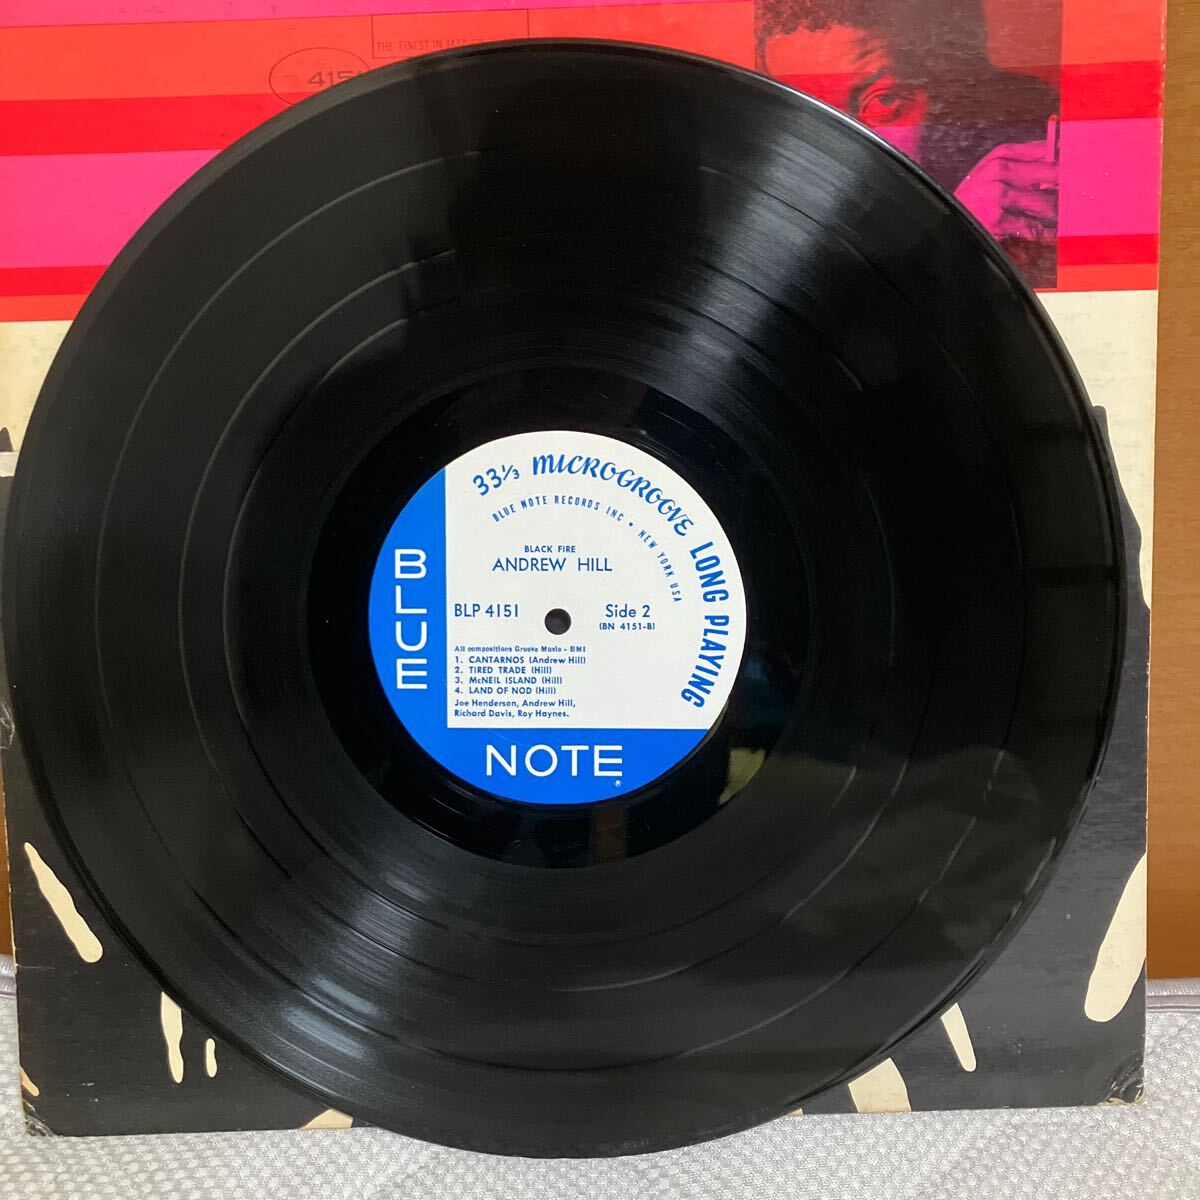 THE FINEST IN JAZZ
4151
33⅓ MICROGROOVE LONG PLAYING
BLUE NOTE RECORDS INC • NEW YORK USA
BLACK FIRE
ANDREW HILL
BLP 4151
Side 2
(BN 4151-B)
All compositions Groove Music - BMI
1. CANTARNOS (Andrew Hill)
2. TIRED TRADE (Hill)
3. McNEIL ISLAND (Hill)
4. LAND OF NOD (Hill)
Joe Henderson, Andrew Hill,
Richard Davis, Roy Haynes.
BLUE
NOTE
®